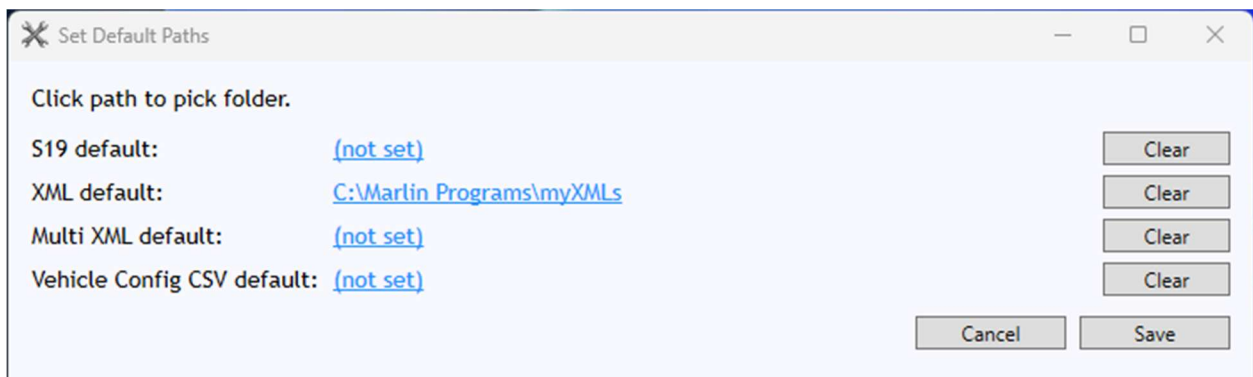 Set Default Paths
Click path to pick folder.
S19 default: (not set) Clear
XML default: C:\Marlin Programs\myXMLs Clear
Multi XML default: (not set) Clear
Vehicle Config CSV default: (not set) Clear
Cancel Save